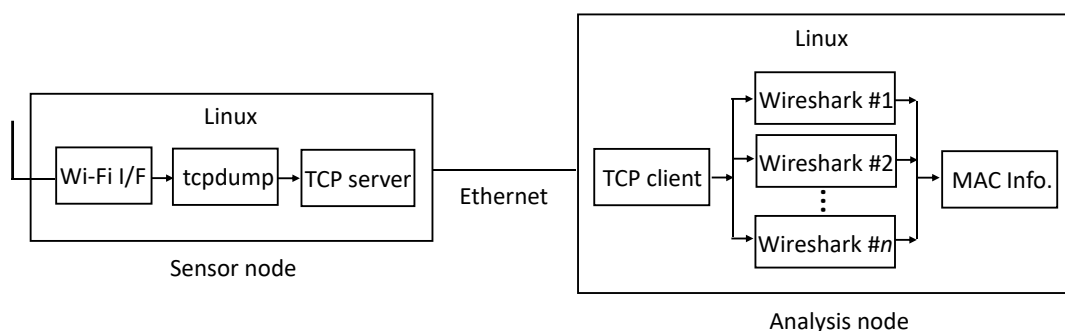 Linux
Wi-Fi I/F
tcpdump
TCP server
Sensor node
Ethernet
Linux
TCP client
Wireshark #1
Wireshark #2
Wireshark #n
MAC Info.
Analysis node